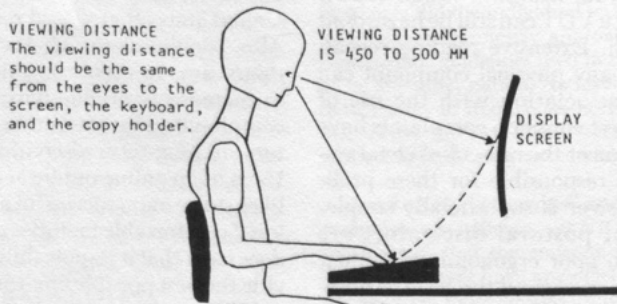 VIEWING DISTANCE
The viewing distance
should be the same
from the eyes to the
screen, the keyboard,
and the copy holder.
VIEWING DISTANCE
IS 450 TO 500 MM
DISPLAY
SCREEN